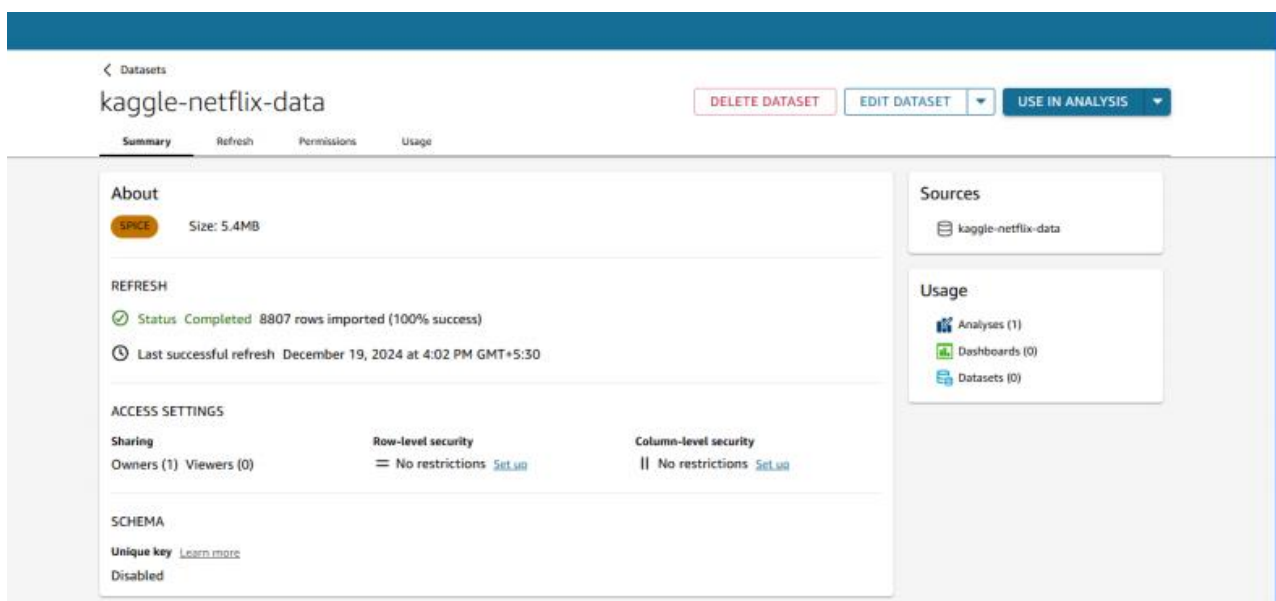 Datasets
kaggle-netflix-data
DELETE DATASET
EDIT DATASET
USE IN ANALYSIS
Summary Refresh Permissions Usage
About
SPICE Size: 5.4MB
REFRESH
Status Completed 8807 rows imported (100% success)
Last successful refresh December 19, 2024 at 4:02 PM GMT+5:30
ACCESS SETTINGS
Sharing
Owners (1) Viewers (0)
Row-level security
No restrictions Set up
Column-level security
No restrictions Set up
SCHEMA
Unique key Learn more
Disabled
Sources
kaggle-netflix-data
Usage
Analyses (1)
Dashboards (0)
Datasets (0)